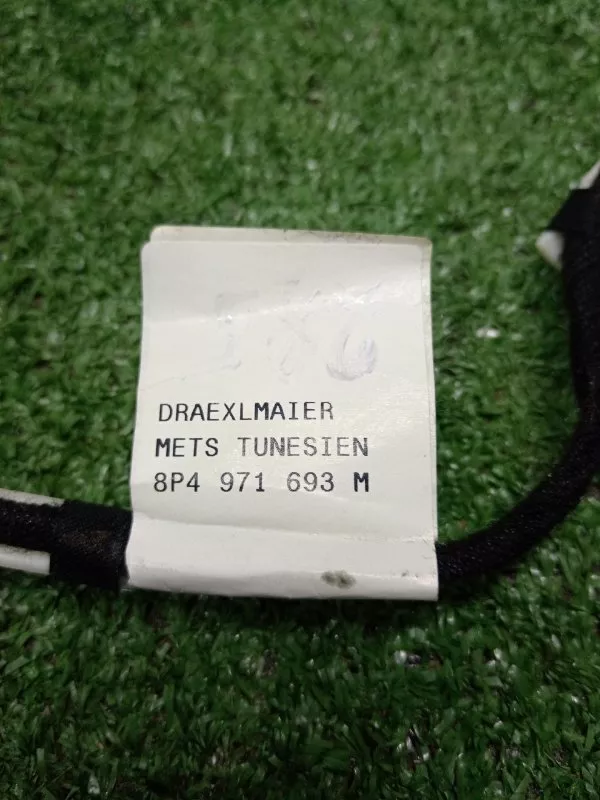 DRAEXLMAIER
METS TUNESIEN
8P4 971 693 M